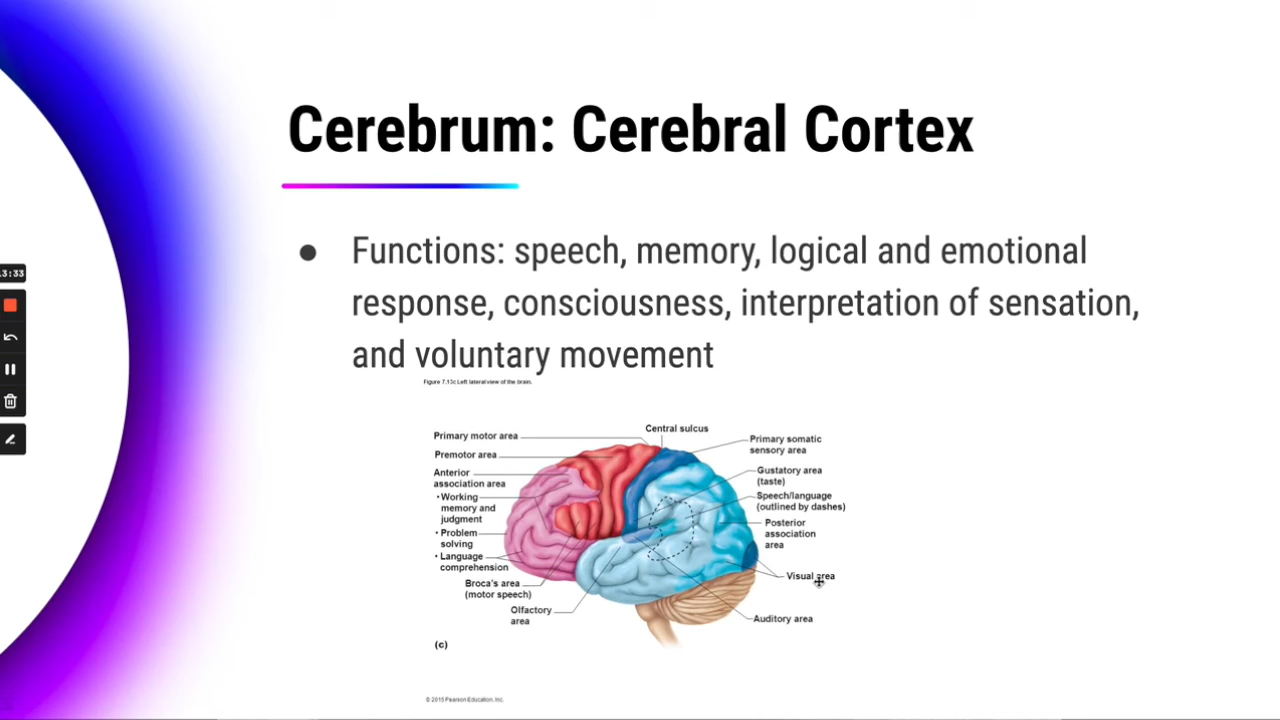 Cerebrum: Cerebral Cortex
● Functions: speech, memory, logical and emotional
response, consciousness, interpretation of sensation,
and voluntary movement
Figure 7.13c Left lateral view of the brain.
Central sulcus
Primary motor area
Premotor area
Anterior
association area
• Working
memory and
judgment
• Problem
solving
• Language
comprehension
Broca's area
(motor speech)
Olfactory
area
Primary somatic
sensory area
Gustatory area
(taste)
Speech/language
(outlined by dashes)
Posterior
association
area
Visual area
Auditory area
(c)
© 2015 Pearson Education, Inc.
3:33